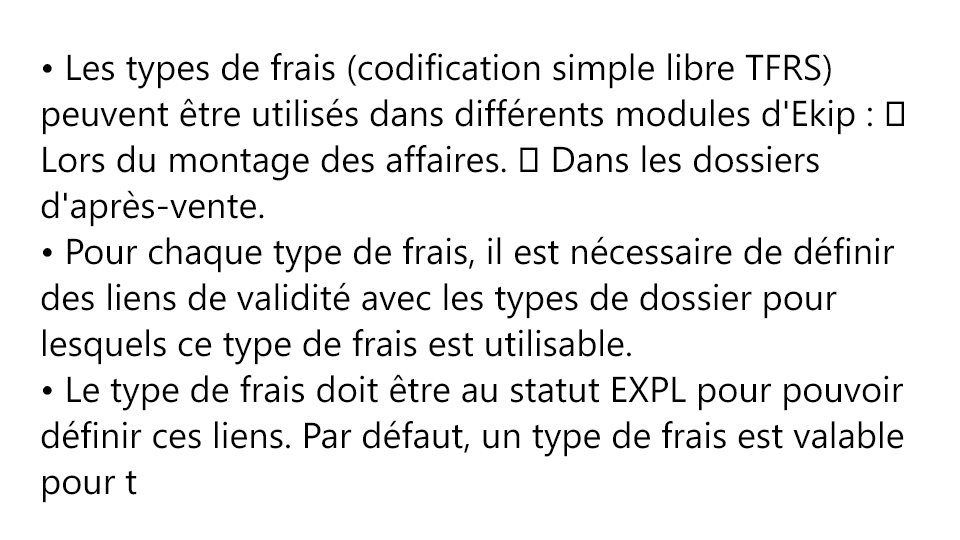 • Les types de frais (codification simple libre TFRS)
peuvent être utilisés dans différents modules d'Ekip : 
Lors du montage des affaires.  Dans les dossiers
d'après-vente.
• Pour chaque type de frais, il est nécessaire de définir
des liens de validité avec les types de dossier pour
lesquels ce type de frais est utilisable.
• Le type de frais doit être au statut EXPL pour pouvoir
définir ces liens. Par défaut, un type de frais est valable
pour t